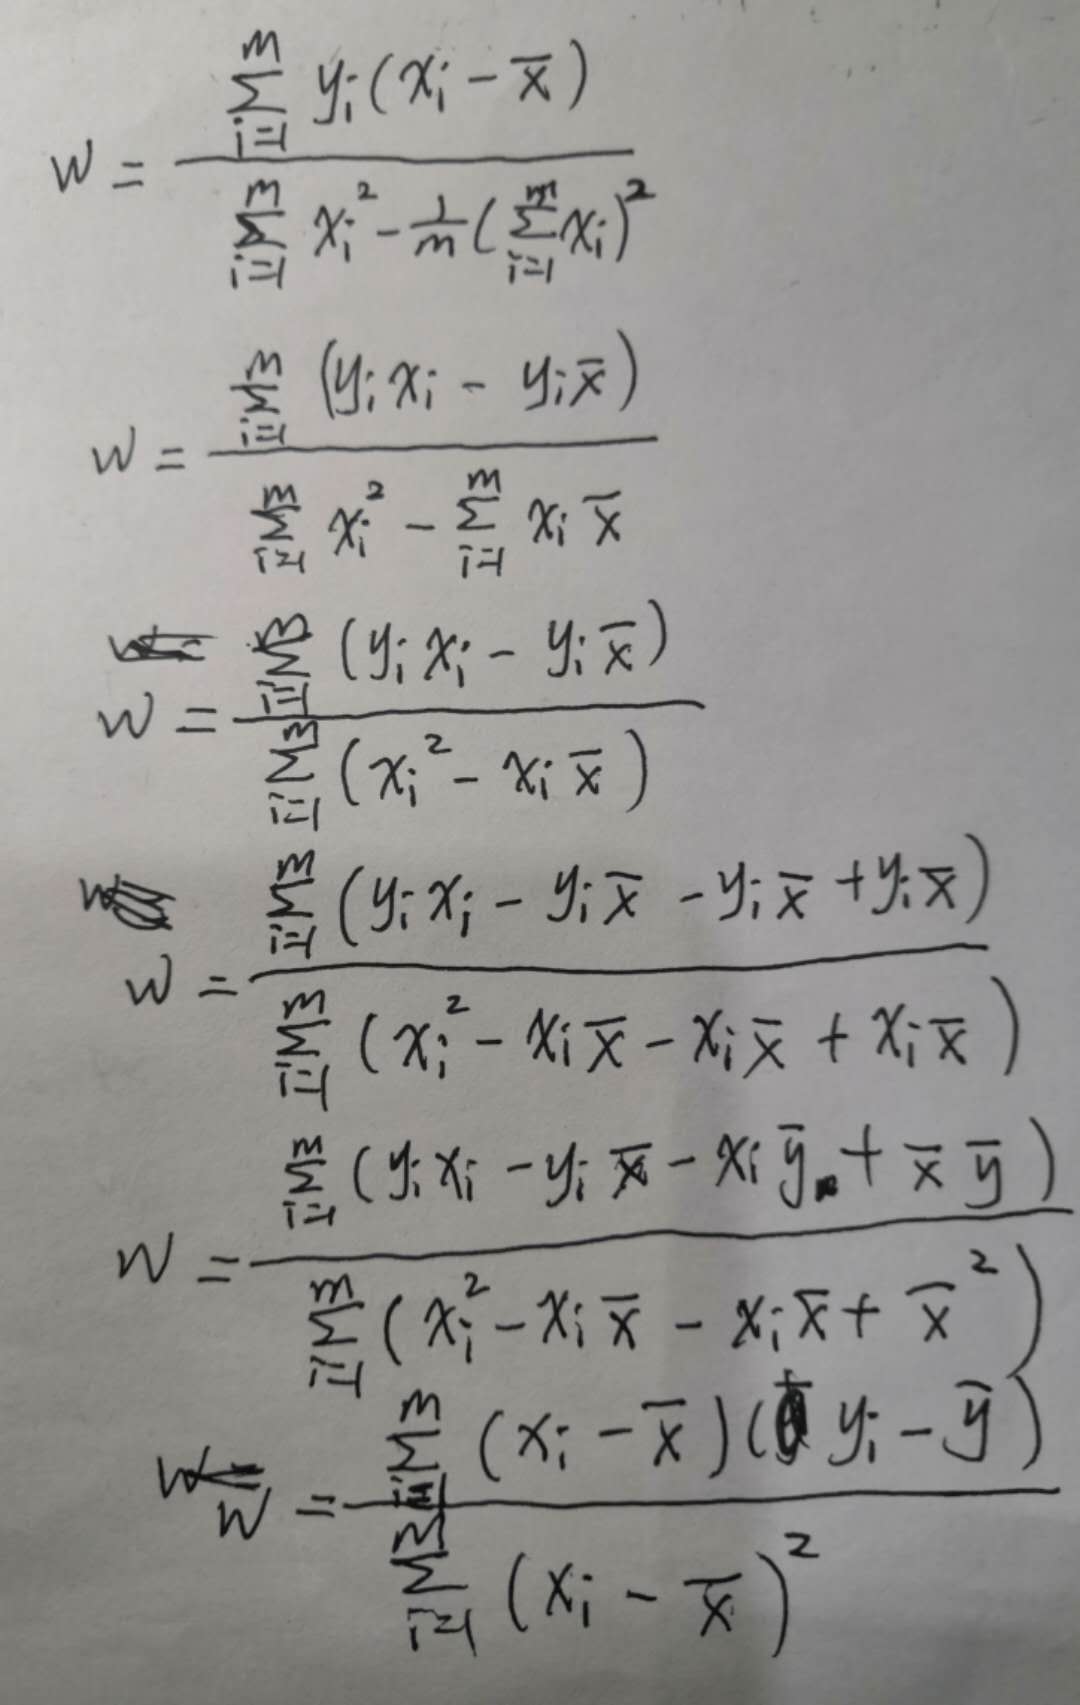 w = \frac{\sum_{i=1}^{m} y_i (x_i - \bar{x})}{\sum_{i=1}^{m} x_i^2 - \frac{1}{m} (\sum_{i=1}^{m} x_i)^2}
w = \frac{\sum_{i=1}^{m} (y_i x_i - y_i \bar{x})}{\sum_{i=1}^{m} x_i^2 - \sum_{i=1}^{m} x_i \bar{x}}
w = \frac{\sum_{i=1}^{m} (y_i x_i - y_i \bar{x})}{\sum_{i=1}^{m} (x_i^2 - x_i \bar{x})}
w = \frac{\sum_{i=1}^{m} (y_i x_i - y_i \bar{x} - y_i \bar{x} + y_i \bar{x})}{\sum_{i=1}^{m} (x_i^2 - x_i \bar{x} - x_i \bar{x} + x_i \bar{x})}
w = \frac{\sum_{i=1}^{m} (y_i x_i - y_i \bar{x} - x_i \bar{y} + \bar{x} \bar{y})}{\sum_{i=1}^{m} (x_i^2 - x_i \bar{x} - x_i \bar{x} + \bar{x}^2)}
w = \frac{\sum_{i=1}^{m} (x_i - \bar{x})(y_i - \bar{y})}{\sum_{i=1}^{m} (x_i - \bar{x})^2}